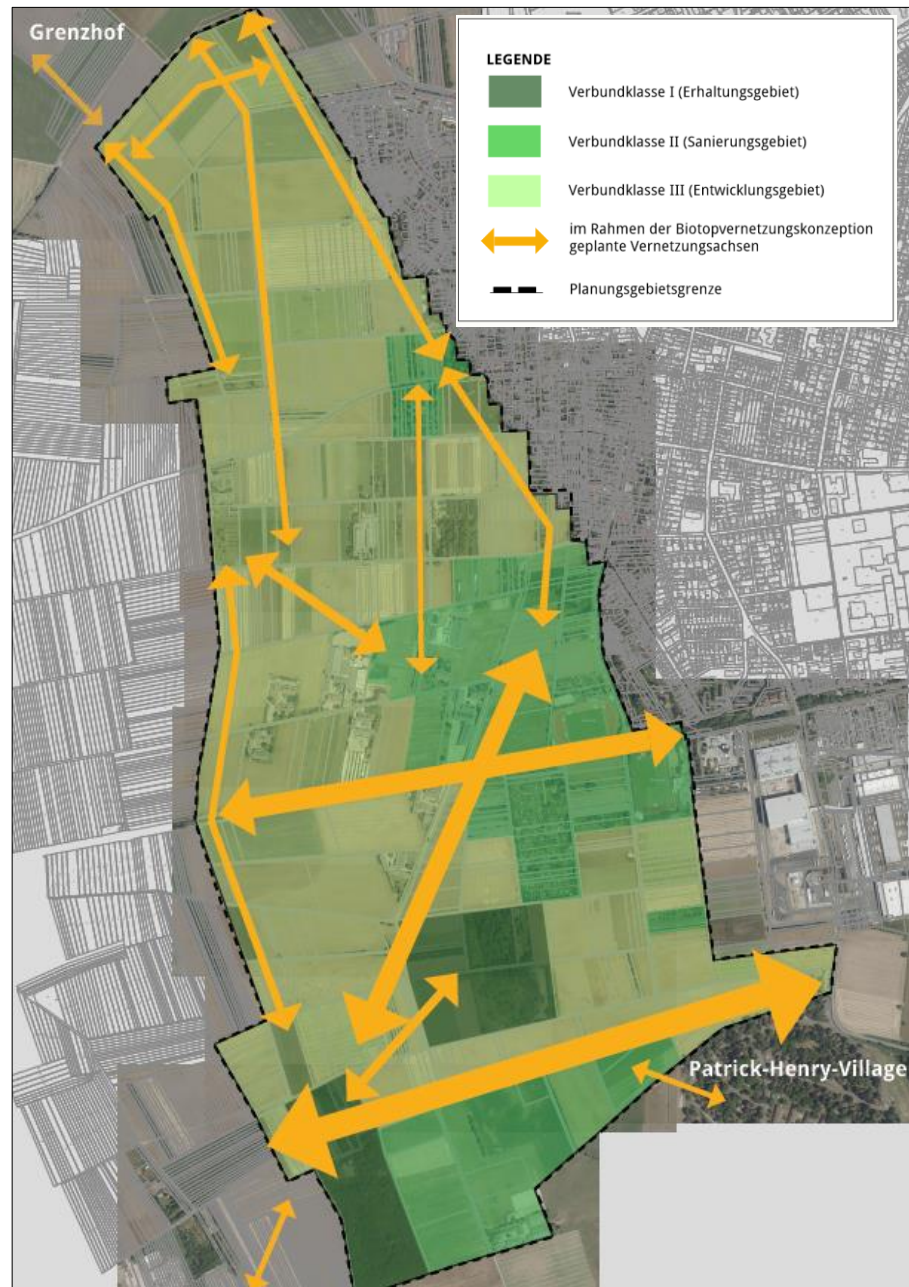 Grenzhof
LEGENDE
Verbundklasse I (Erhaltungsgebiet)
Verbundklasse II (Sanierungsgebiet)
Verbundklasse III (Entwicklungsgebiet)
im Rahmen der Biotopvernetzungskonzeption
geplante Vernetzungsachsen
Planungsgebietsgrenze
Patrick-Henry-Village